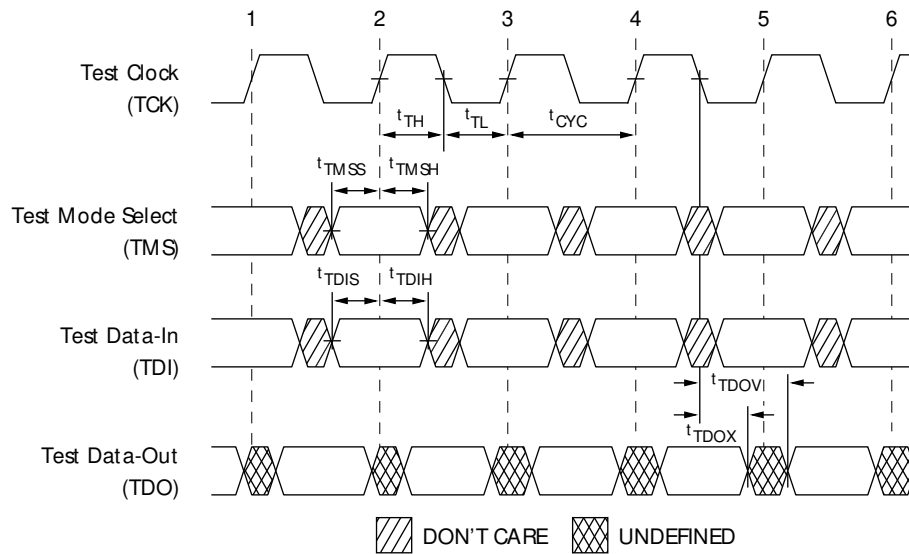 1 2 3 4 5 6
Test Clock
(TCK)
tTH tTL tCYC
tTMSS tTMSH
Test Mode Select
(TMS)
tTDIS tTDIH
Test Data-In
(TDI)
tTDOV
tTDOX
Test Data-Out
(TDO)
DON'T CARE UNDEFINED